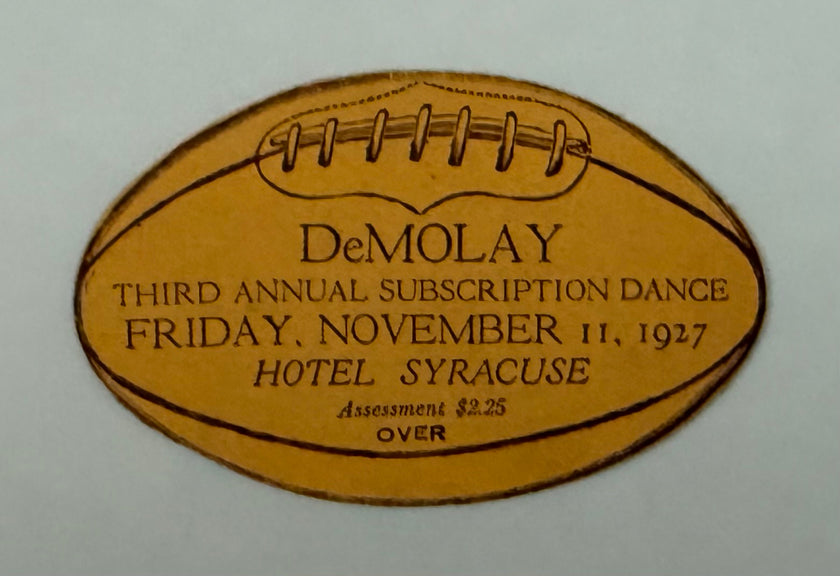 DeMOLAY
THIRD ANNUAL SUBSCRIPTION DANCE
FRIDAY, NOVEMBER 11, 1927
HOTEL SYRACUSE
Assessment $2.25
OVER